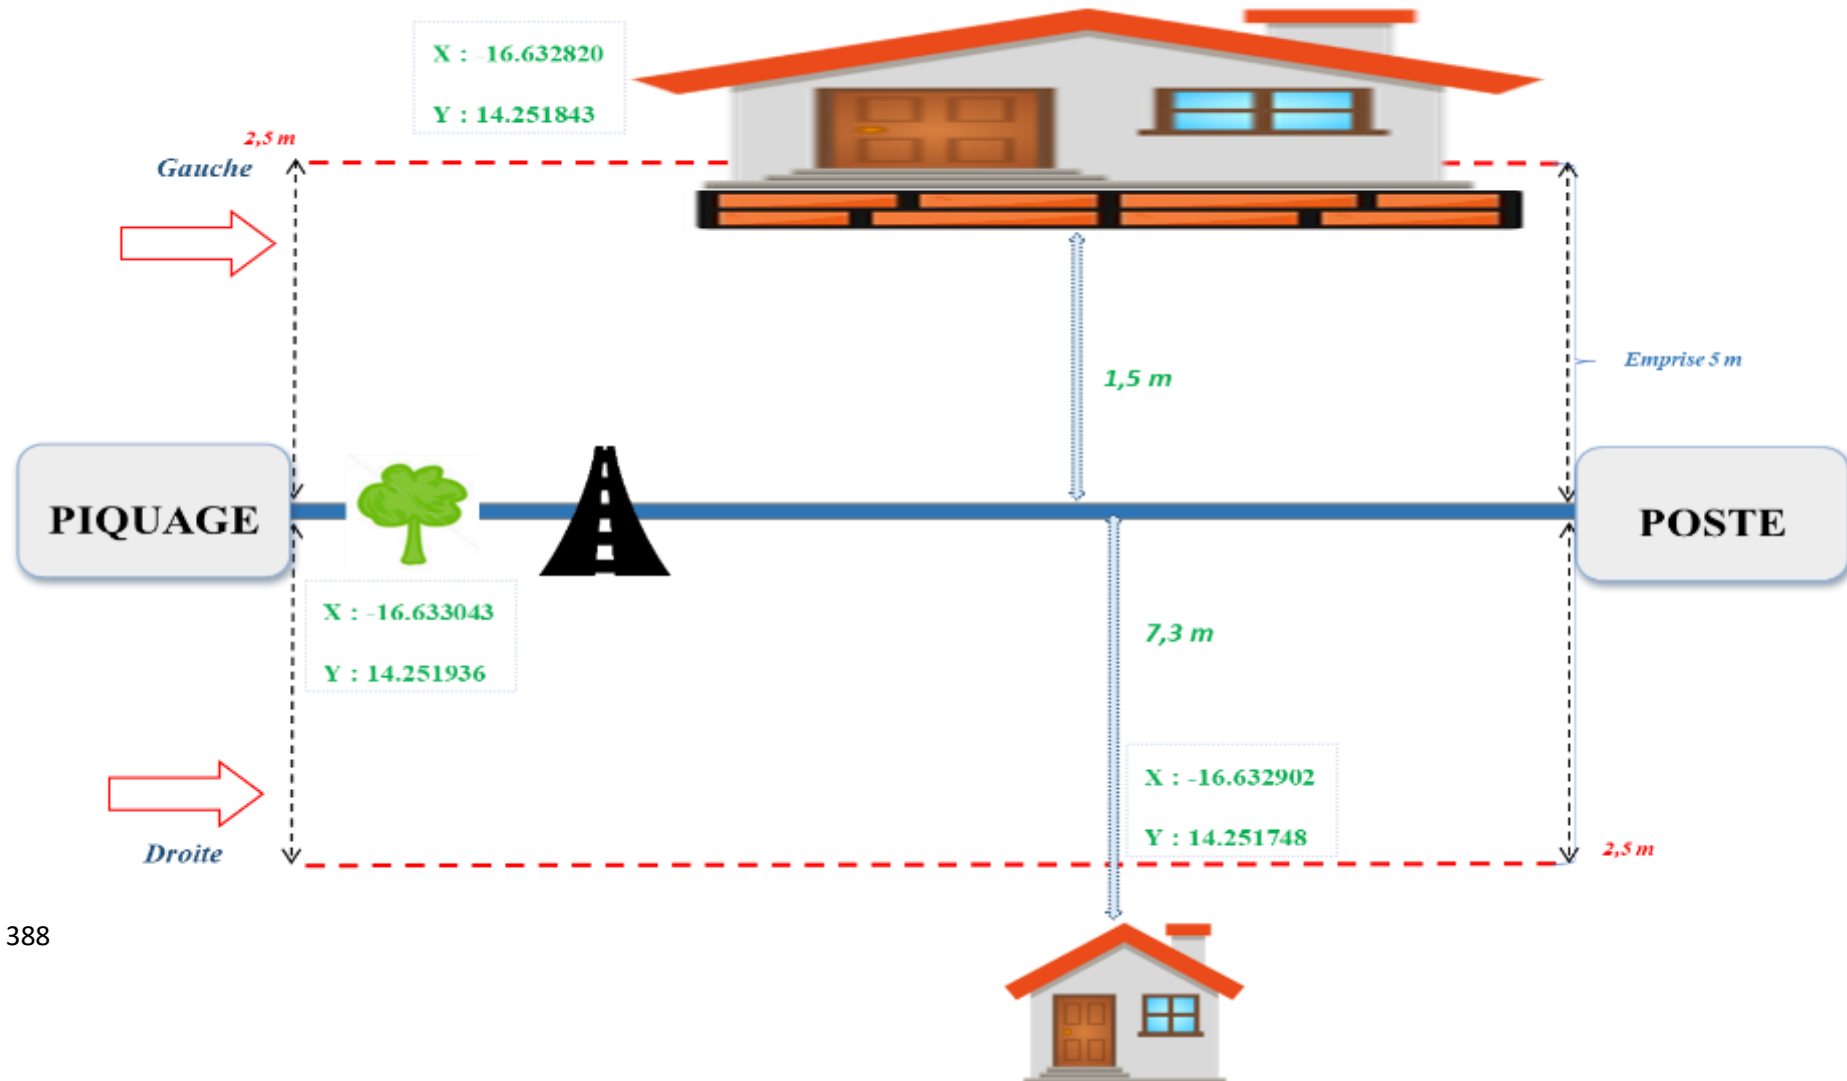 X : -16.632820
Y : 14.251843
2,5 m
Gauche
1,5 m
Emprise 5 m
PIQUAGE
POSTE
X : -16.633043
Y : 14.251936
7,3 m
X : -16.632902
Y : 14.251748
Droite
2,5 m
388